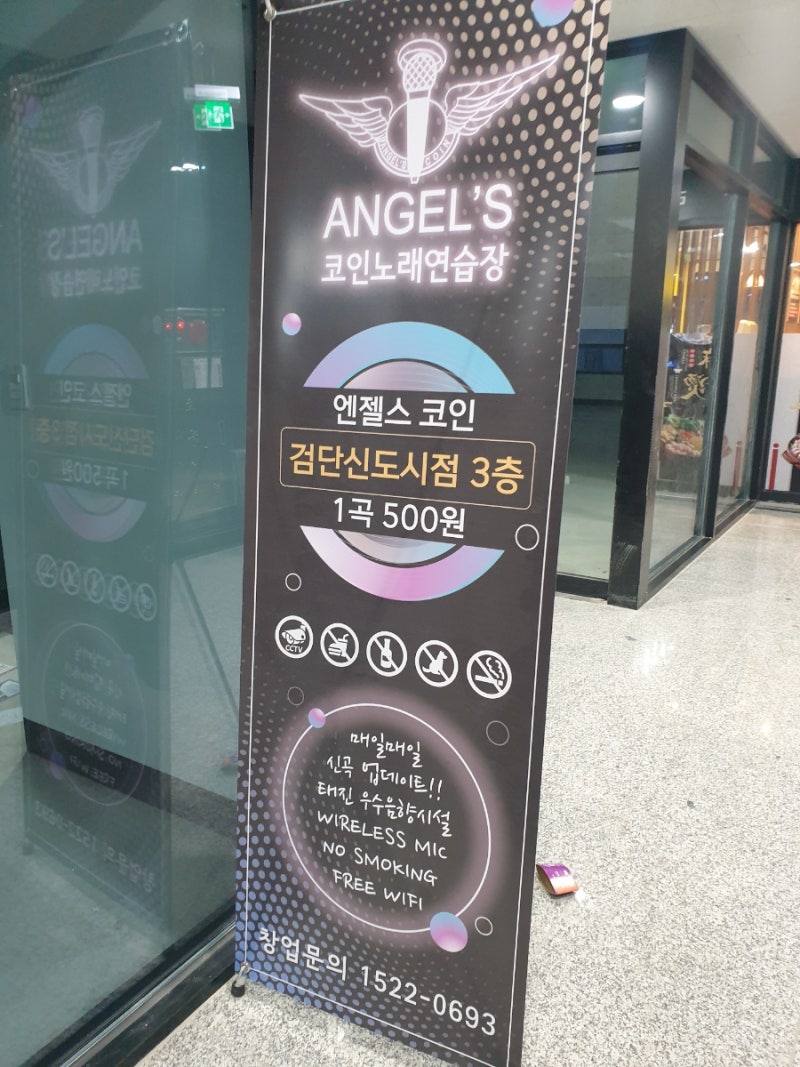 ANGEL'S COIN
ANGEL'S
코인노래연습장
엔젤스 코인
검단신도시점 3층
1곡 500원
CCTV
매일매일
신곡 업데이트!!
태진 우수음향시설
WIRELESS MIC
NO SMOKING
FREE WIFI
창업문의 1522-0693